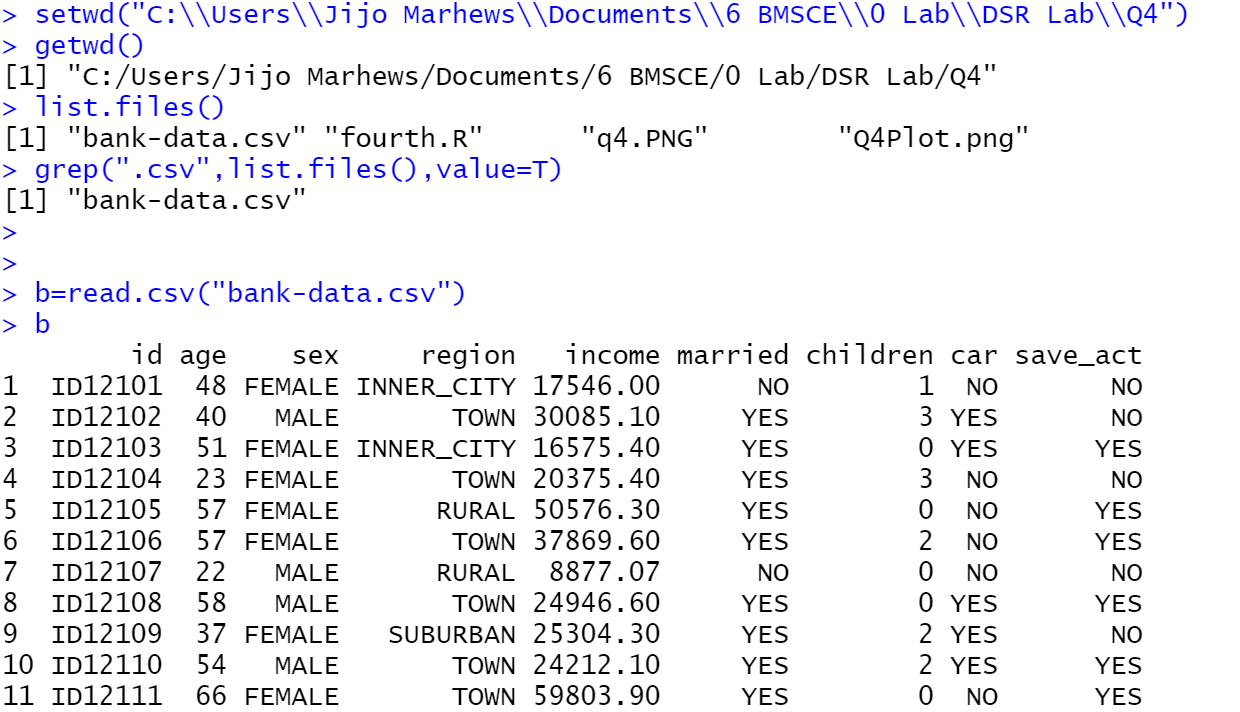 > setwd("C:\\Users\\Jijo Marhews\\Documents\\6 BMSCE\\0 Lab\\DSR Lab\\Q4")
> getwd()
[1] "C:/Users/Jijo Marhews/Documents/6 BMSCE/0 Lab/DSR Lab/Q4"
> list.files()
[1] "bank-data.csv" "fourth.R"      "q4.PNG"        "Q4Plot.png"
> grep(".csv",list.files(),value=T)
[1] "bank-data.csv"
>
>
> b=read.csv("bank-data.csv")
> b
        id age    sex     region   income married children car save_act
1  ID12101  48 FEMALE INNER_CITY 17546.00      NO        1  NO       NO
2  ID12102  40   MALE       TOWN 30085.10     YES        3 YES       NO
3  ID12103  51 FEMALE INNER_CITY 16575.40     YES        0 YES      YES
4  ID12104  23 FEMALE       TOWN 20375.40     YES        3  NO       NO
5  ID12105  57 FEMALE      RURAL 50576.30     YES        0  NO      YES
6  ID12106  57 FEMALE       TOWN 37869.60     YES        2  NO      YES
7  ID12107  22   MALE      RURAL  8877.07      NO        0  NO       NO
8  ID12108  58   MALE       TOWN 24946.60     YES        0 YES      YES
9  ID12109  37 FEMALE   SUBURBAN 25304.30     YES        2 YES       NO
10 ID12110  54   MALE       TOWN 24212.10     YES        2 YES      YES
11 ID12111  66 FEMALE       TOWN 59803.90     YES        0  NO      YES